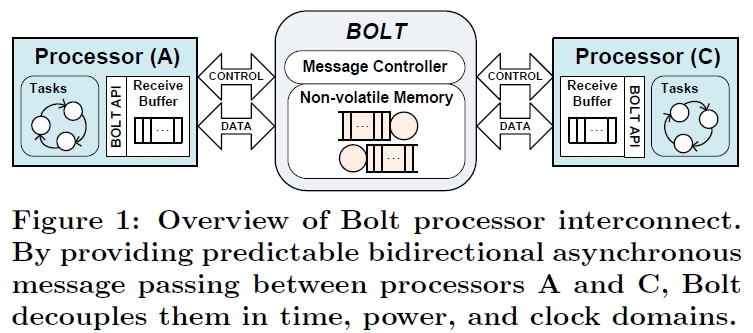 Processor (A)
Tasks
BOLT API
Receive
Buffer
...
CONTROL
DATA
BOLT
Message Controller
Non-volatile Memory
...
...
CONTROL
DATA
Processor (C)
Receive
Buffer
...
BOLT API
Tasks
Figure 1: Overview of Bolt processor interconnect.
By providing predictable bidirectional asynchronous
message passing between processors A and C, Bolt
decouples them in time, power, and clock domains.